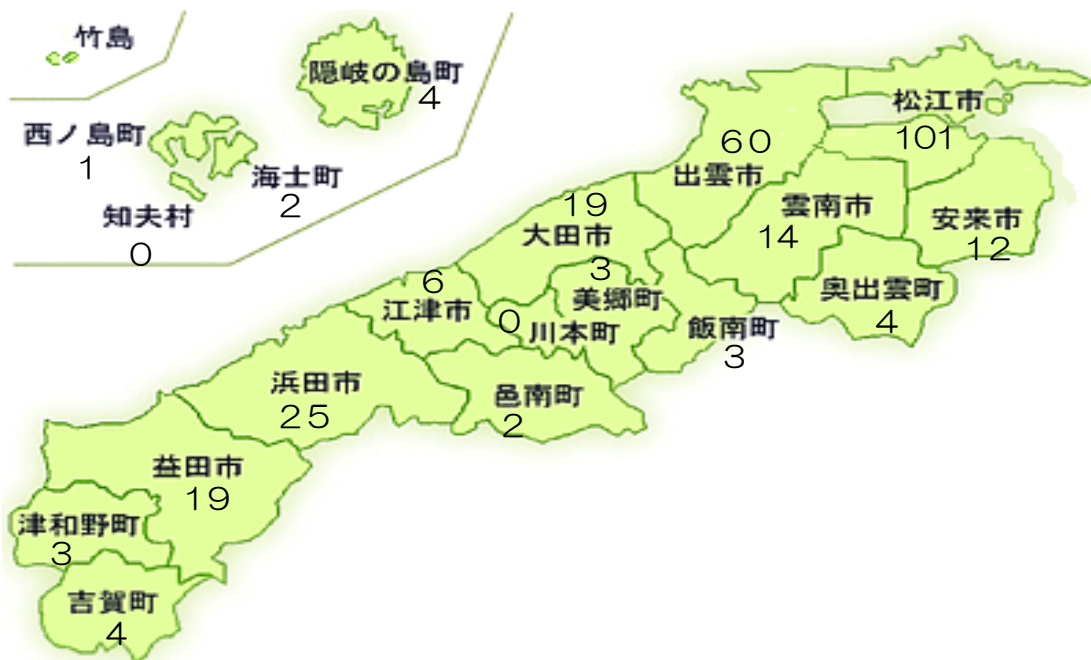 竹島
隠岐の島町
4
西ノ島町
1
海士町
2
知夫村
0
松江市
101
60
出雲市
雲南市
14
安来市
12
19
大田市
奥出雲町
4
3
美郷町
6
江津市
0
川本町
飯南町
3
浜田市
25
邑南町
2
益田市
19
津和野町
3
吉賀町
4